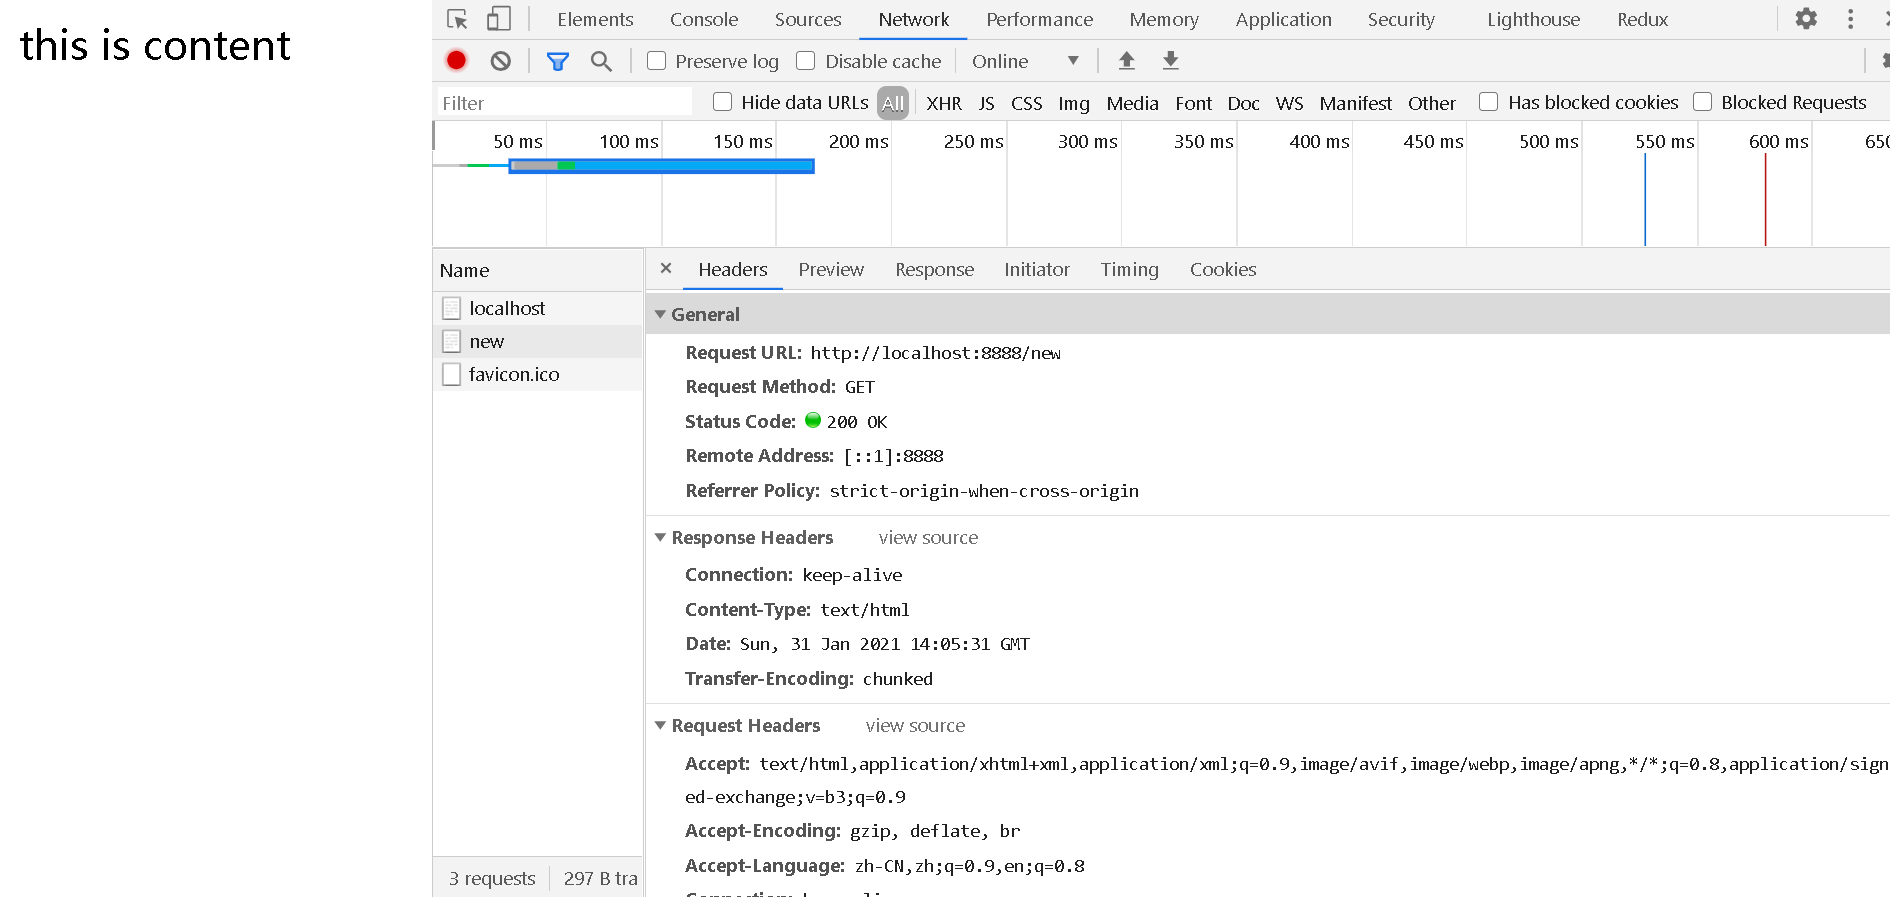 this is content
Elements Console Sources Network Performance Memory Application Security Lighthouse Redux
Preserve log Disable cache Online
Filter Hide data URLs All XHR JS CSS Img Media Font Doc WS Manifest Other Has blocked cookies Blocked Requests
50 ms 100 ms 150 ms 200 ms 250 ms 300 ms 350 ms 400 ms 450 ms 500 ms 550 ms 600 ms 650
Name
localhost
new
favicon.ico
3 requests 297 B tra
× Headers Preview Response Initiator Timing Cookies
General
Request URL: http://localhost:8888/new
Request Method: GET
Status Code: 200 OK
Remote Address: [::1]:8888
Referrer Policy: strict-origin-when-cross-origin
Response Headers view source
Connection: keep-alive
Content-Type: text/html
Date: Sun, 31 Jan 2021 14:05:31 GMT
Transfer-Encoding: chunked
Request Headers view source
Accept: text/html,application/xhtml+xml,application/xml;q=0.9,image/avif,image/webp,image/apng,*/*;q=0.8,application/sign
ed-exchange;v=b3;q=0.9
Accept-Encoding: gzip, deflate, br
Accept-Language: zh-CN,zh;q=0.9,en;q=0.8